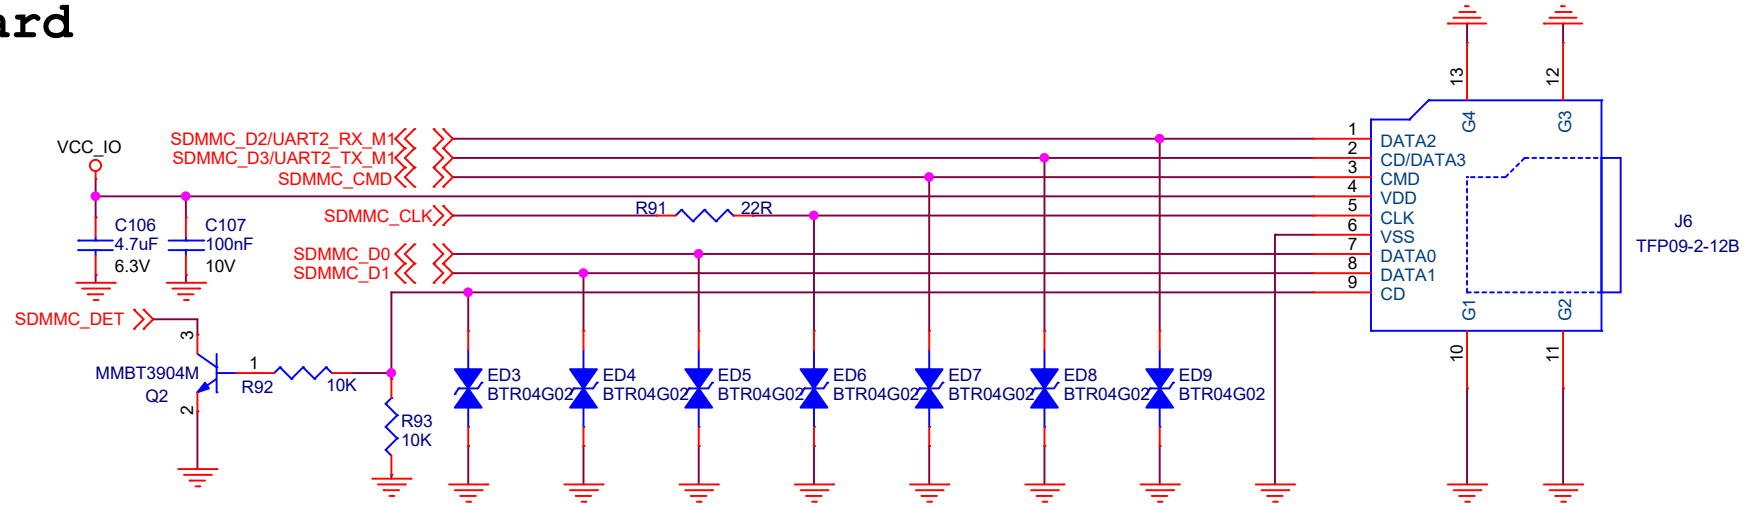 ard
VCC_IO
C106
4.7uF
6.3V
C107
100nF
10V
SDMMC_D2/UART2_RX_M1
SDMMC_D3/UART2_TX_M1
SDMMC_CMD
SDMMC_CLK
R91
22R
SDMMC_D0
SDMMC_D1
SDMMC_DET
3
MMBT3904M
Q2
2
1
R92
10K
R93
10K
ED3
BTR04G02
ED4
BTR04G02
ED5
BTR04G02
ED6
BTR04G02
ED7
BTR04G02
ED8
BTR04G02
ED9
BTR04G02
13
12
G4
G3
1
DATA2
2
CD/DATA3
3
CMD
4
VDD
5
CLK
6
VSS
7
DATA0
8
DATA1
9
CD
G1
G2
10
11
J6
TFP09-2-12B